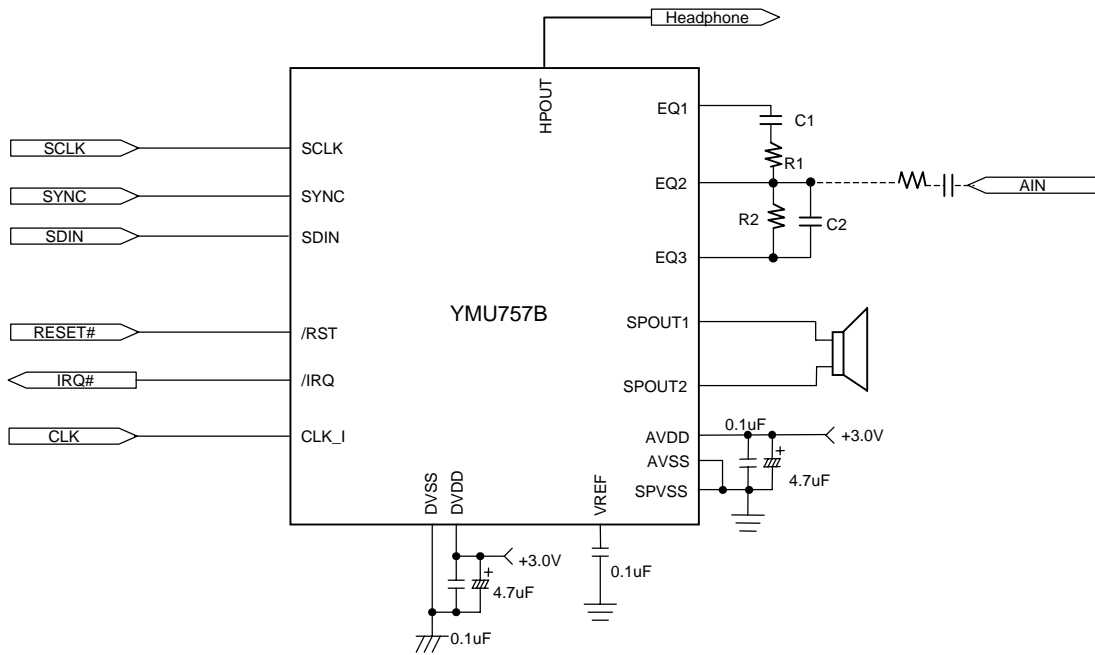 Headphone
HPOUT
EQ1
C1
R1
SCLK
SCLK
EQ2
AIN
SYNC
SYNC
R2
C2
SDIN
SDIN
EQ3
YMU757B
SPOUT1
RESET#
/RST
IRQ#
/IRQ
SPOUT2
CLK
CLK_I
0.1uF
AVDD
+
+3.0V
AVSS
4.7uF
SPVSS
DVSS
DVDD
VREF
+3.0V
+
0.1uF
4.7uF
0.1uF